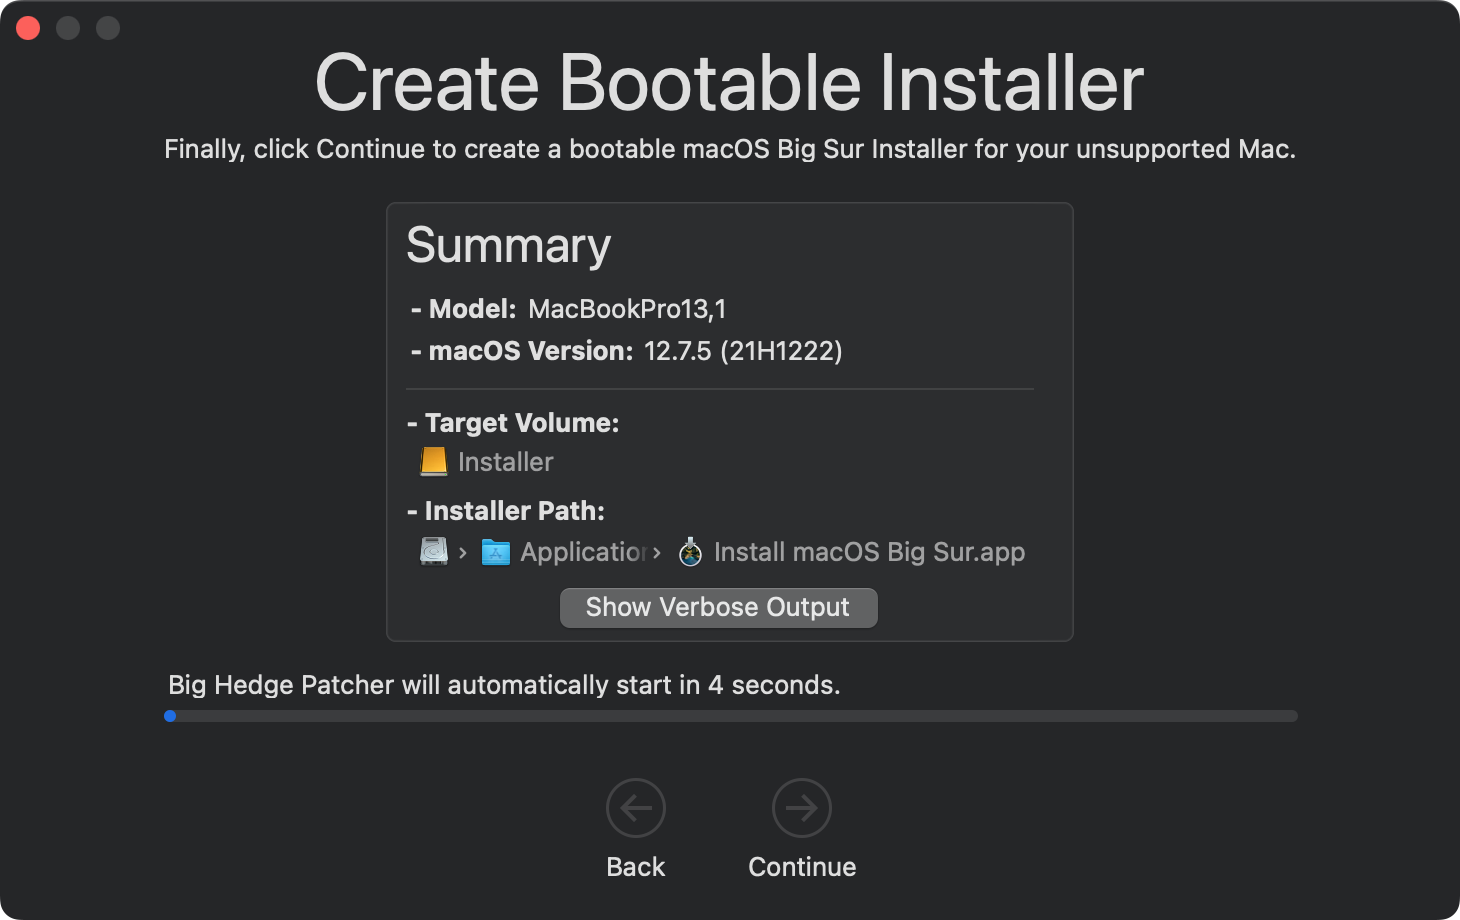 Create Bootable Installer
Finally, click Continue to create a bootable macOS Big Sur Installer for your unsupported Mac.
Summary
- Model: MacBookPro13,1
- macOS Version: 12.7.5 (21H1222)
- Target Volume:
Installer
- Installer Path:
› Application › Install macOS Big Sur.app
Show Verbose Output
Big Hedge Patcher will automatically start in 4 seconds.
Back
Continue